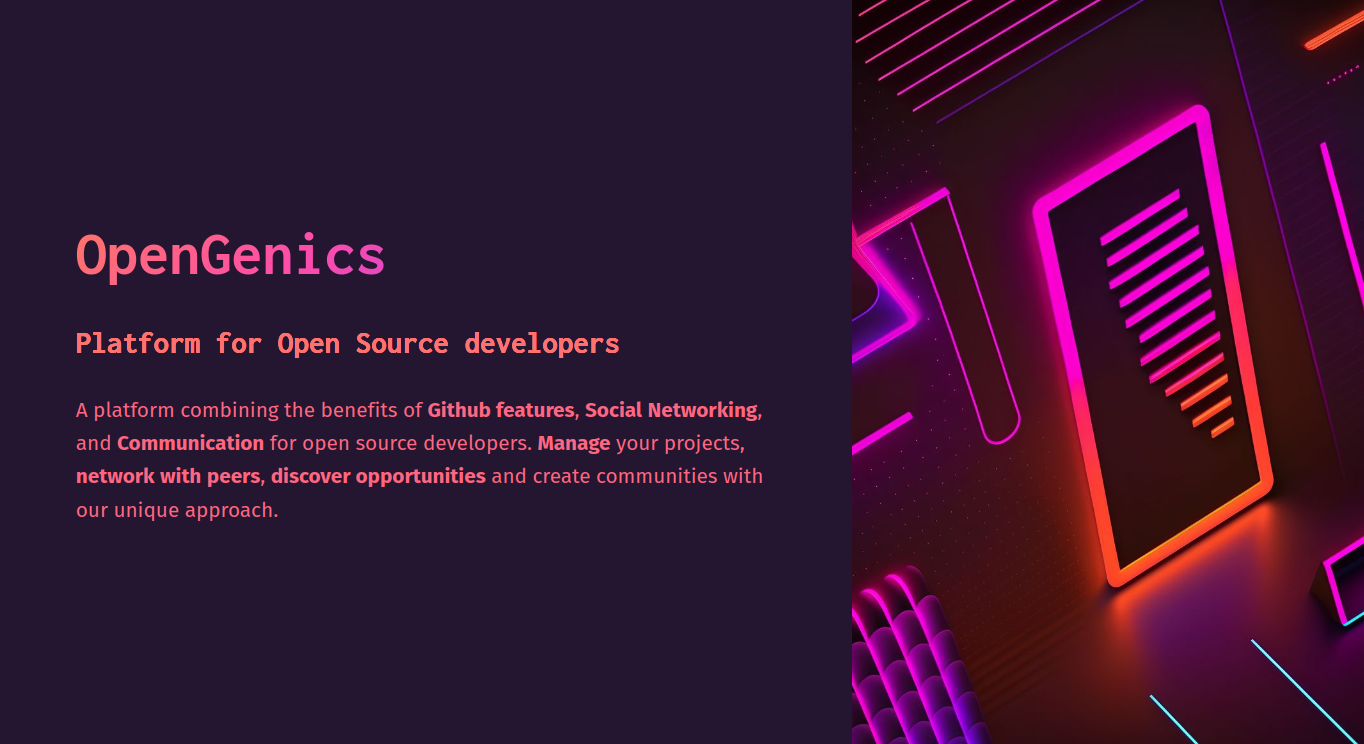 OpenGenics
Platform for Open Source developers
A platform combining the benefits of Github features, Social Networking,
and Communication for open source developers. Manage your projects,
network with peers, discover opportunities and create communities with
our unique approach.